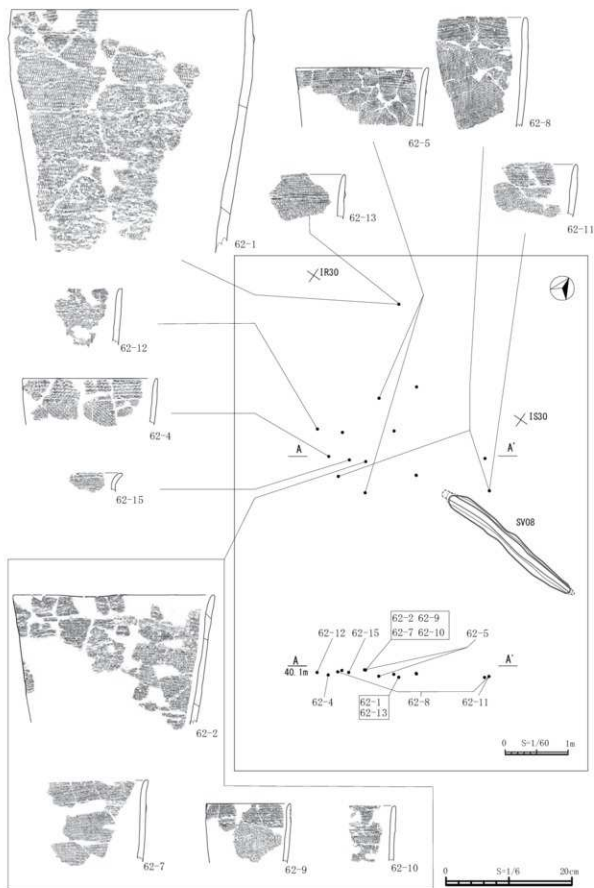 62-8
62-5
62-13
62-11
62-1
IR30
62-12
IS30
62-4
A
A'
62-15
SV08
62-2 62-9
62-7 62-10
62-12
62-15
62-5
A
40.1m
A'
62-4
62-1
62-13
62-8
62-11
62-2
0 S=1/60 1m
62-7
62-9
62-10
0 S=1/6 20cm